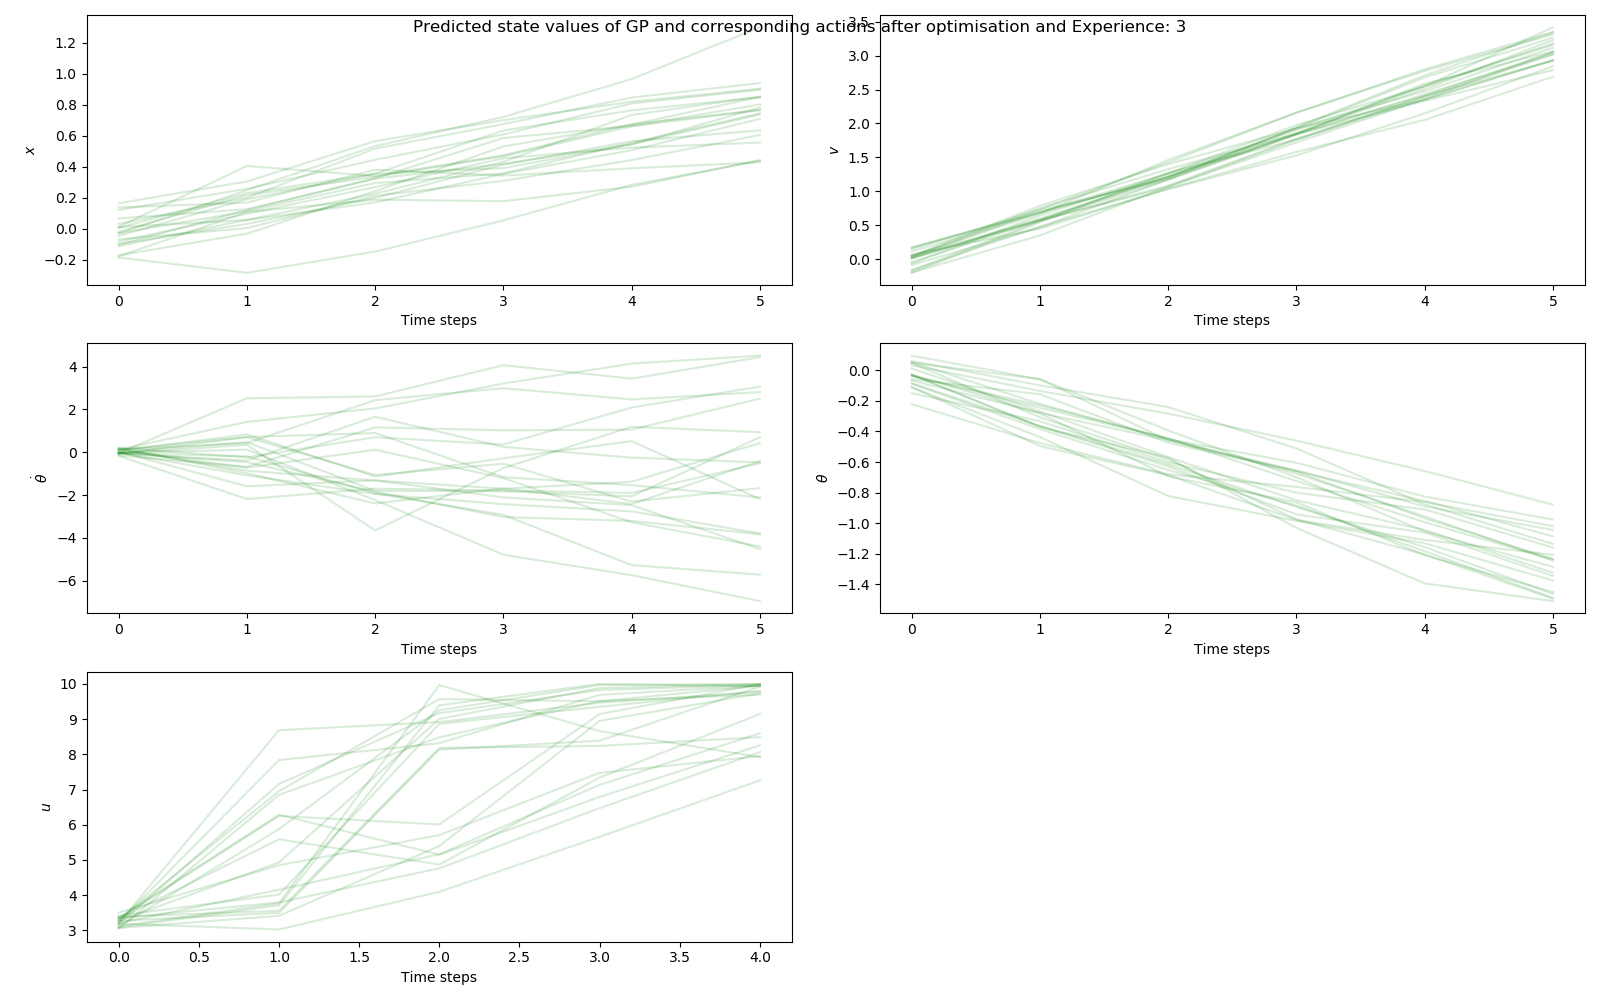 Predicted state values of GP and corresponding actions after optimisation and Experience: 3
1.2
1.0
0.8
0.6
0.4
0.2
0.0
−0.2
x
0 1 2 3 4 5
Time steps
3.5
3.0
2.5
2.0
1.5
1.0
0.5
0.0
v
0 1 2 3 4 5
Time steps
4
2
0
−2
−4
−6
θ̇
0 1 2 3 4 5
Time steps
0.0
−0.2
−0.4
−0.6
−0.8
−1.0
−1.2
−1.4
θ
0 1 2 3 4 5
Time steps
10
9
8
7
6
5
4
3
u
0.0 0.5 1.0 1.5 2.0 2.5 3.0 3.5 4.0
Time steps